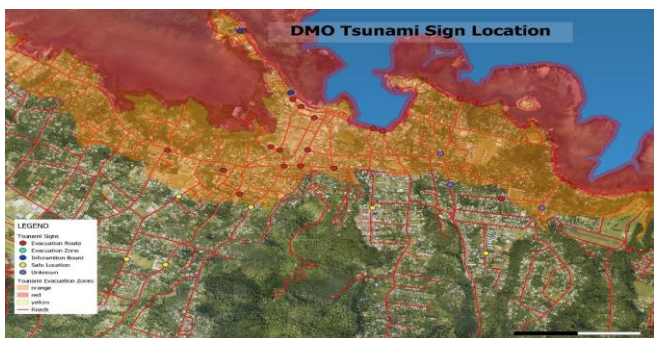 DMO Tsunami Sign Location
LEGEND
Tsunami Signs
Evacuation Route
Evacuation Zone
Inforamtion Board
Safe Location
Unknown
Tsunami Evacuation Zones
orange
red
yellow
Roads